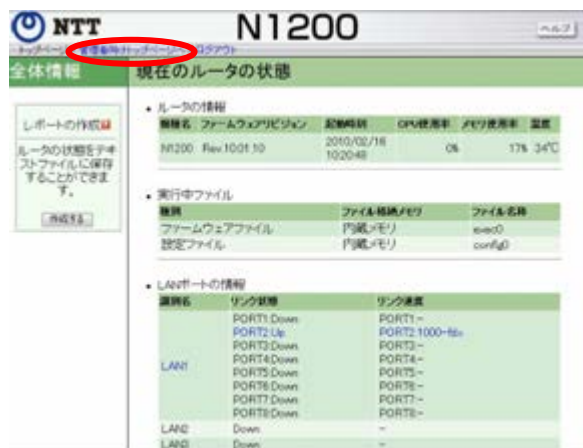 NTT
N1200
ヘルプ
トップページへ 管理者向けトップページへ ログアウト
全体情報
現在のルータの状態
レポートの作成
ルータの状態をテキストファイルに保存することができます。
作成する
・ルータの情報
機種名 ファームウェアリビジョン 起動時刻 CPU使用率 メモリ使用率 温度
N1200 Rev.10.01.10 2010/02/16 10:20:48 0% 17% 34℃
・実行中ファイル
種別 ファイル格納メモリ ファイル名称
ファームウェアファイル 内蔵メモリ exec0
設定ファイル 内蔵メモリ config0
・LANポートの情報
識別名 リンク状態 リンク速度
LAN1
PORT1:Down PORT1:-
PORT2:Up PORT2:1000-fdx
PORT3:Down PORT3:-
PORT4:Down PORT4:-
PORT5:Down PORT5:-
PORT6:Down PORT6:-
PORT7:Down PORT7:-
PORT8:Down PORT8:-
LAN2 Down -
LAN3 Down -